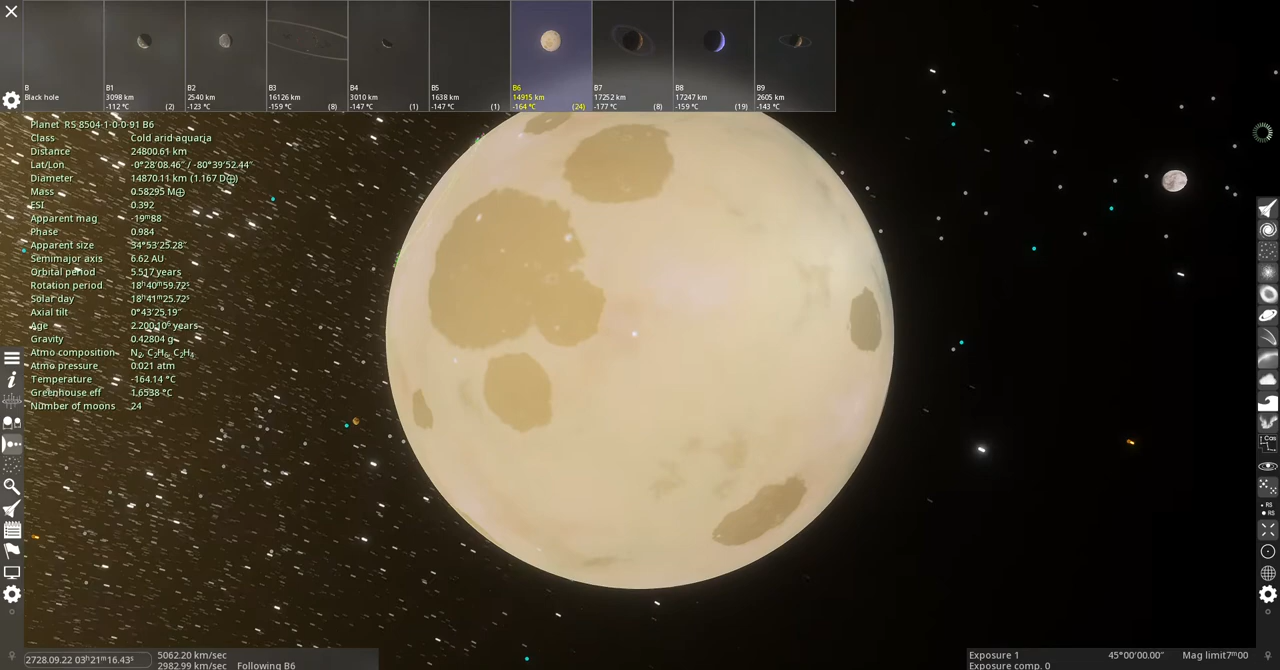 B
Black hole
B1
3098 km
-112 °C (2)
B2
2540 km
-123 °C
B3
16126 km
-159 °C (8)
B4
3010 km
-147 °C (1)
B5
1638 km
-147 °C (1)
B6
14915 km
-164 °C (24)
B7
17252 km
-177 °C (8)
B8
17247 km
-159 °C (19)
B9
2605 km
-143 °C
Planet RS 8504-1-0-0-91 B6
Class Cold arid aquaria
Distance 24800.61 km
Lat/Lon -0°28'08.46" / -80°39'52.44"
Diameter 14870.11 km (1.167 D⊕)
Mass 0.58295 M⊕
ESI 0.392
Apparent mag -19ᵐ88
Phase 0.984
Apparent size 34°53'25.28"
Semimajor axis 6.62 AU
Orbital period 5.517 years
Rotation period 18ʰ40ᵐ59.72ˢ
Solar day 18ʰ41ᵐ25.72ˢ
Axial tilt 0°43'25.19"
Age 2.200·10⁶ years
Gravity 0.42804 g
Atmo composition N₂, C₂H₆, C₂H₄
Atmo pressure 0.021 atm
Temperature -164.14 °C
Greenhouse eff 1.6538 °C
Number of moons 24
Cas
RS
RS
2728.09.22 03ʰ21ᵐ16.43ˢ
5062.20 km/sec
2982.99 km/sec Following B6
Exposure 1 45°00'00.00" Mag limit7ᵐ00
Exposure comp. 0